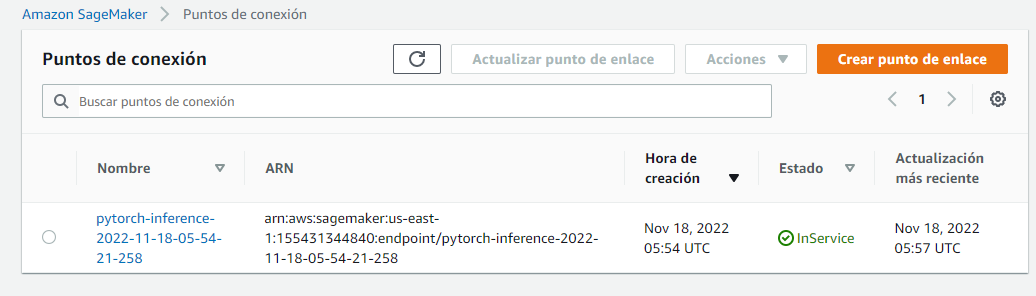 Amazon SageMaker > Puntos de conexión
Puntos de conexión
Actualizar punto de enlace
Acciones
Crear punto de enlace
Buscar puntos de conexión
1
Nombre
ARN
Hora de
creación
Estado
Actualización
más reciente
pytorch-inference-
2022-11-18-05-54-
21-258
arn:aws:sagemaker:us-east-
1:155431344840:endpoint/pytorch-inference-2022-
11-18-05-54-21-258
Nov 18, 2022
05:54 UTC
InService
Nov 18, 2022
05:57 UTC